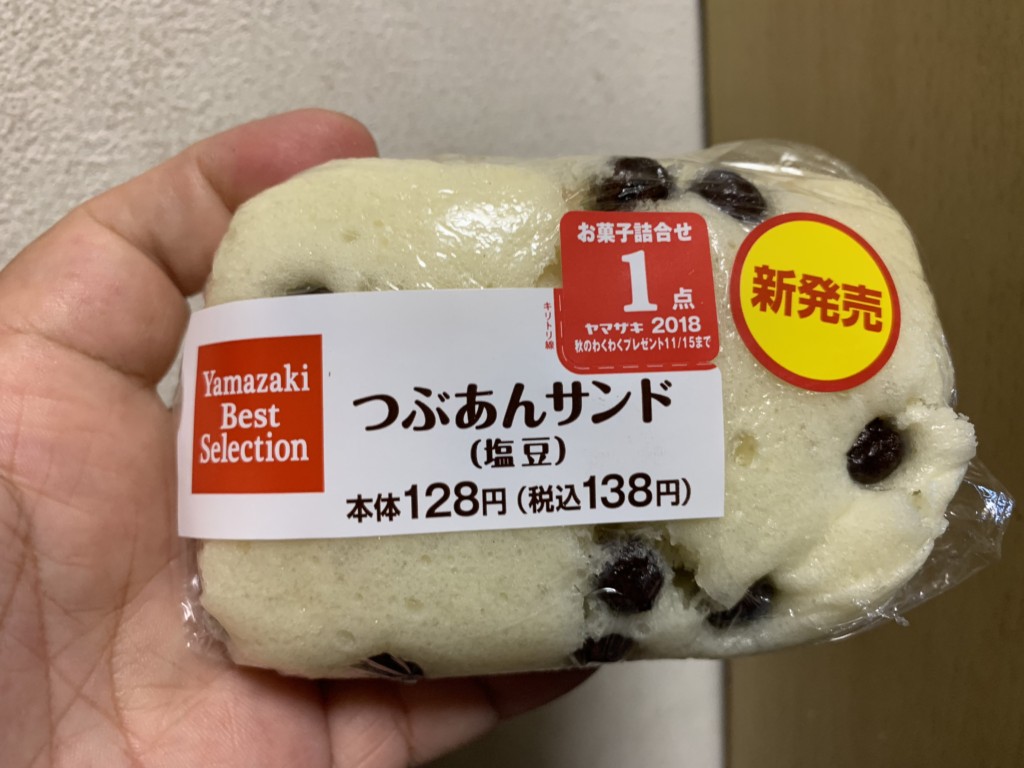 お菓子詰合せ
1点
ヤマザキ 2018
秋のわくわくプレゼント11/15まで
キリトリ線
新発売
Yamazaki
Best
Selection
つぶあんサンド
(塩豆)
本体128円(税込138円)